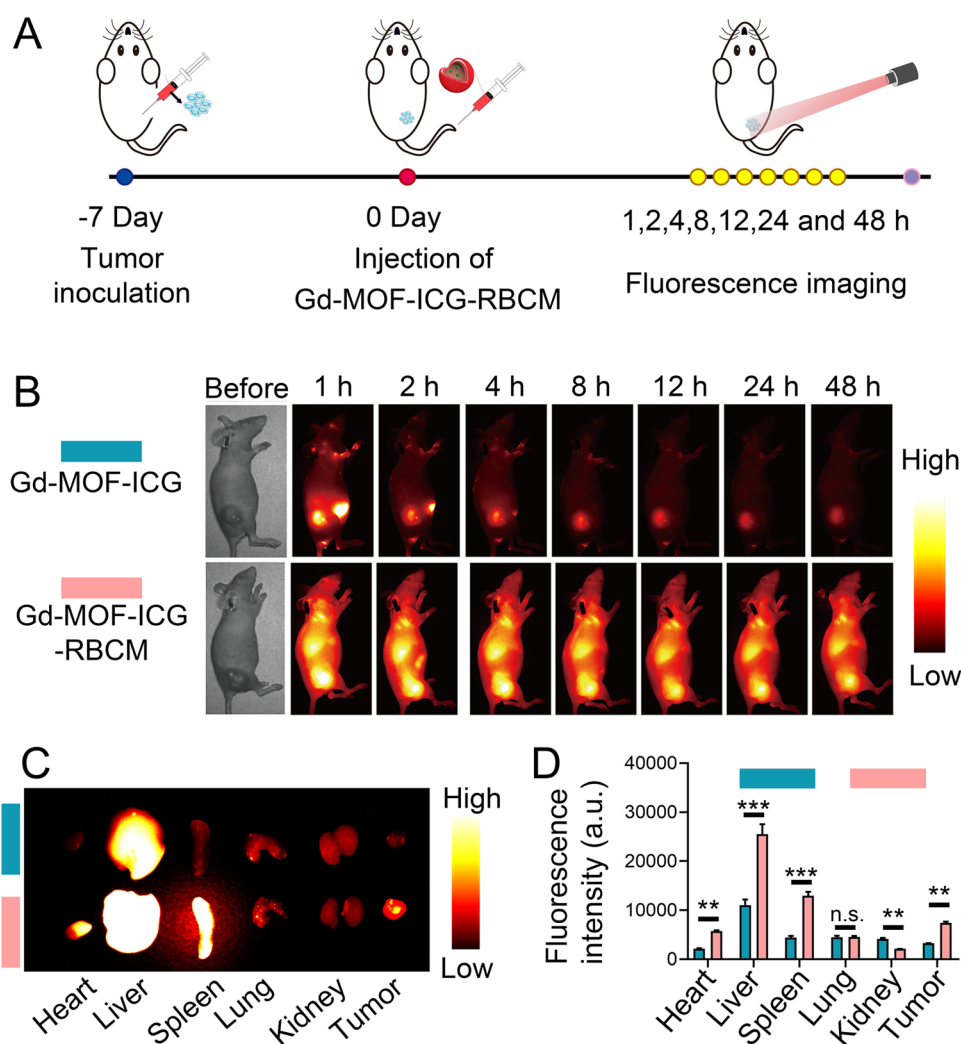 A
-7 Day
0 Day
1,2,4,8,12,24 and 48 h
Tumor
inoculation
Injection of
Gd-MOF-ICG-RBCM
Fluorescence imaging
B
Before
1 h
2 h
4 h
8 h
12 h
24 h
48 h
Gd-MOF-ICG
Gd-MOF-ICG
-RBCM
High
Low
C
High
Low
Heart
Liver
Spleen
Lung
Kidney
Tumor
D
Fluorescence
intensity (a.u.)
40000
30000
20000
10000
0
**
***
***
n.s.
**
**
Heart
Liver
Spleen
Lung
Kidney
Tumor